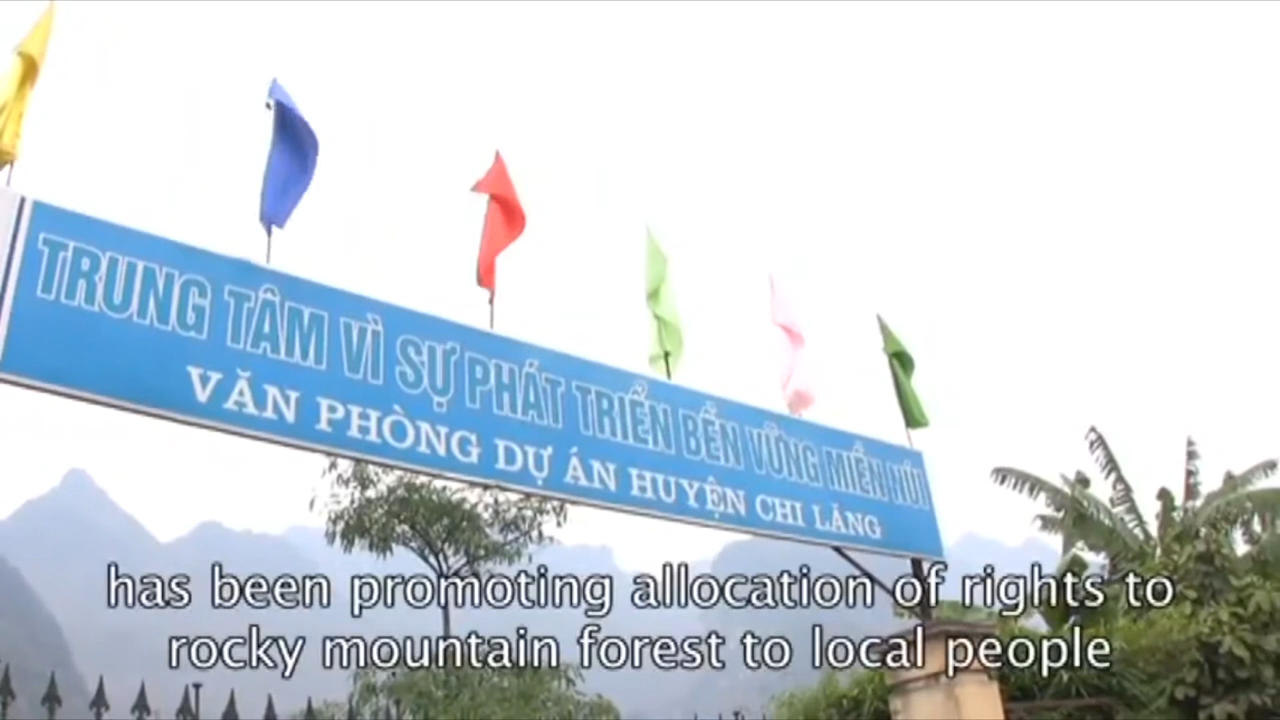 TRUNG TÂM VÌ SỰ PHÁT TRIỂN BỀN VỮNG MIỀN NÚI
VĂN PHÒNG DỰ ÁN HUYỆN CHI LĂNG
has been promoting allocation of rights to
rocky mountain forest to local people